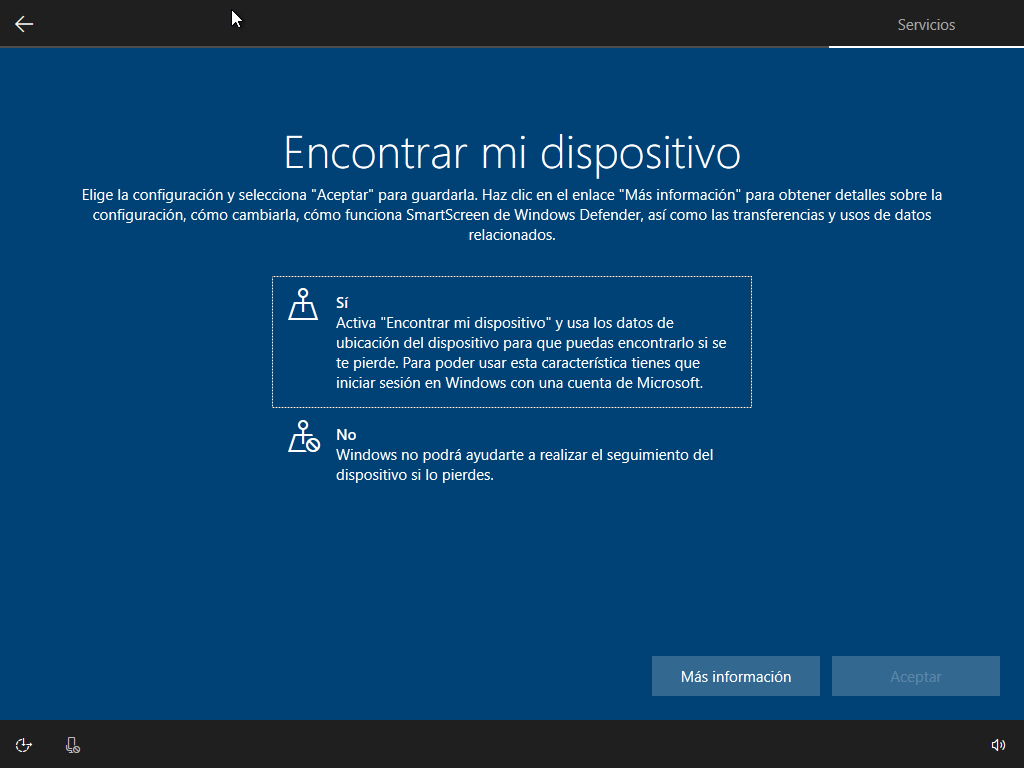 Servicios
Encontrar mi dispositivo
Elige la configuración y selecciona "Aceptar" para guardarla. Haz clic en el enlace "Más información" para obtener detalles sobre la
configuración, cómo cambiarla, cómo funciona SmartScreen de Windows Defender, así como las transferencias y usos de datos
relacionados.
Sí
Activa "Encontrar mi dispositivo" y usa los datos de
ubicación del dispositivo para que puedas encontrarlo si se
te pierde. Para poder usar esta característica tienes que
iniciar sesión en Windows con una cuenta de Microsoft.
No
Windows no podrá ayudarte a realizar el seguimiento del
dispositivo si lo pierdes.
Más información
Aceptar